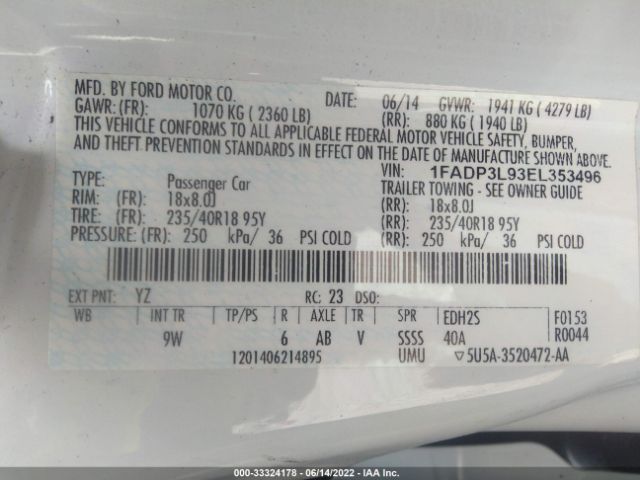 MFD. BY FORD MOTOR CO.
DATE: 06/14 GVWR: 1941 KG ( 4279 LB)
GAWR: (FR): 1070 KG ( 2360 LB) (RR): 880 KG ( 1940 LB)
THIS VEHICLE CONFORMS TO ALL APPLICABLE FEDERAL MOTOR VEHICLE SAFETY, BUMPER,
AND THEFT PREVENTION STANDARDS IN EFFECT ON THE DATE OF MANUFACTURE SHOWN ABOVE.
VIN: 1FADP3L93EL353496
TYPE: Passenger Car TRAILER TOWING - SEE OWNER GUIDE
RIM: (FR): 18x8.0J (RR): 18x8.0J
TIRE: (FR): 235/40R18 95Y (RR): 235/40R18 95Y
PRESSURE: (FR): 250 kPa/ 36 PSI COLD (RR): 250 kPa/ 36 PSI COLD
EXT PNT: YZ RC: 23 DSO:
WB INT TR TP/PS R AXLE TR SPR EDH2S F0153
9W 6 AB V SSSS 40A R0044
1201406214895 UMU ▽5U5A-3520472-AA
000-33324178 - 06/14/2022 - IAA Inc.